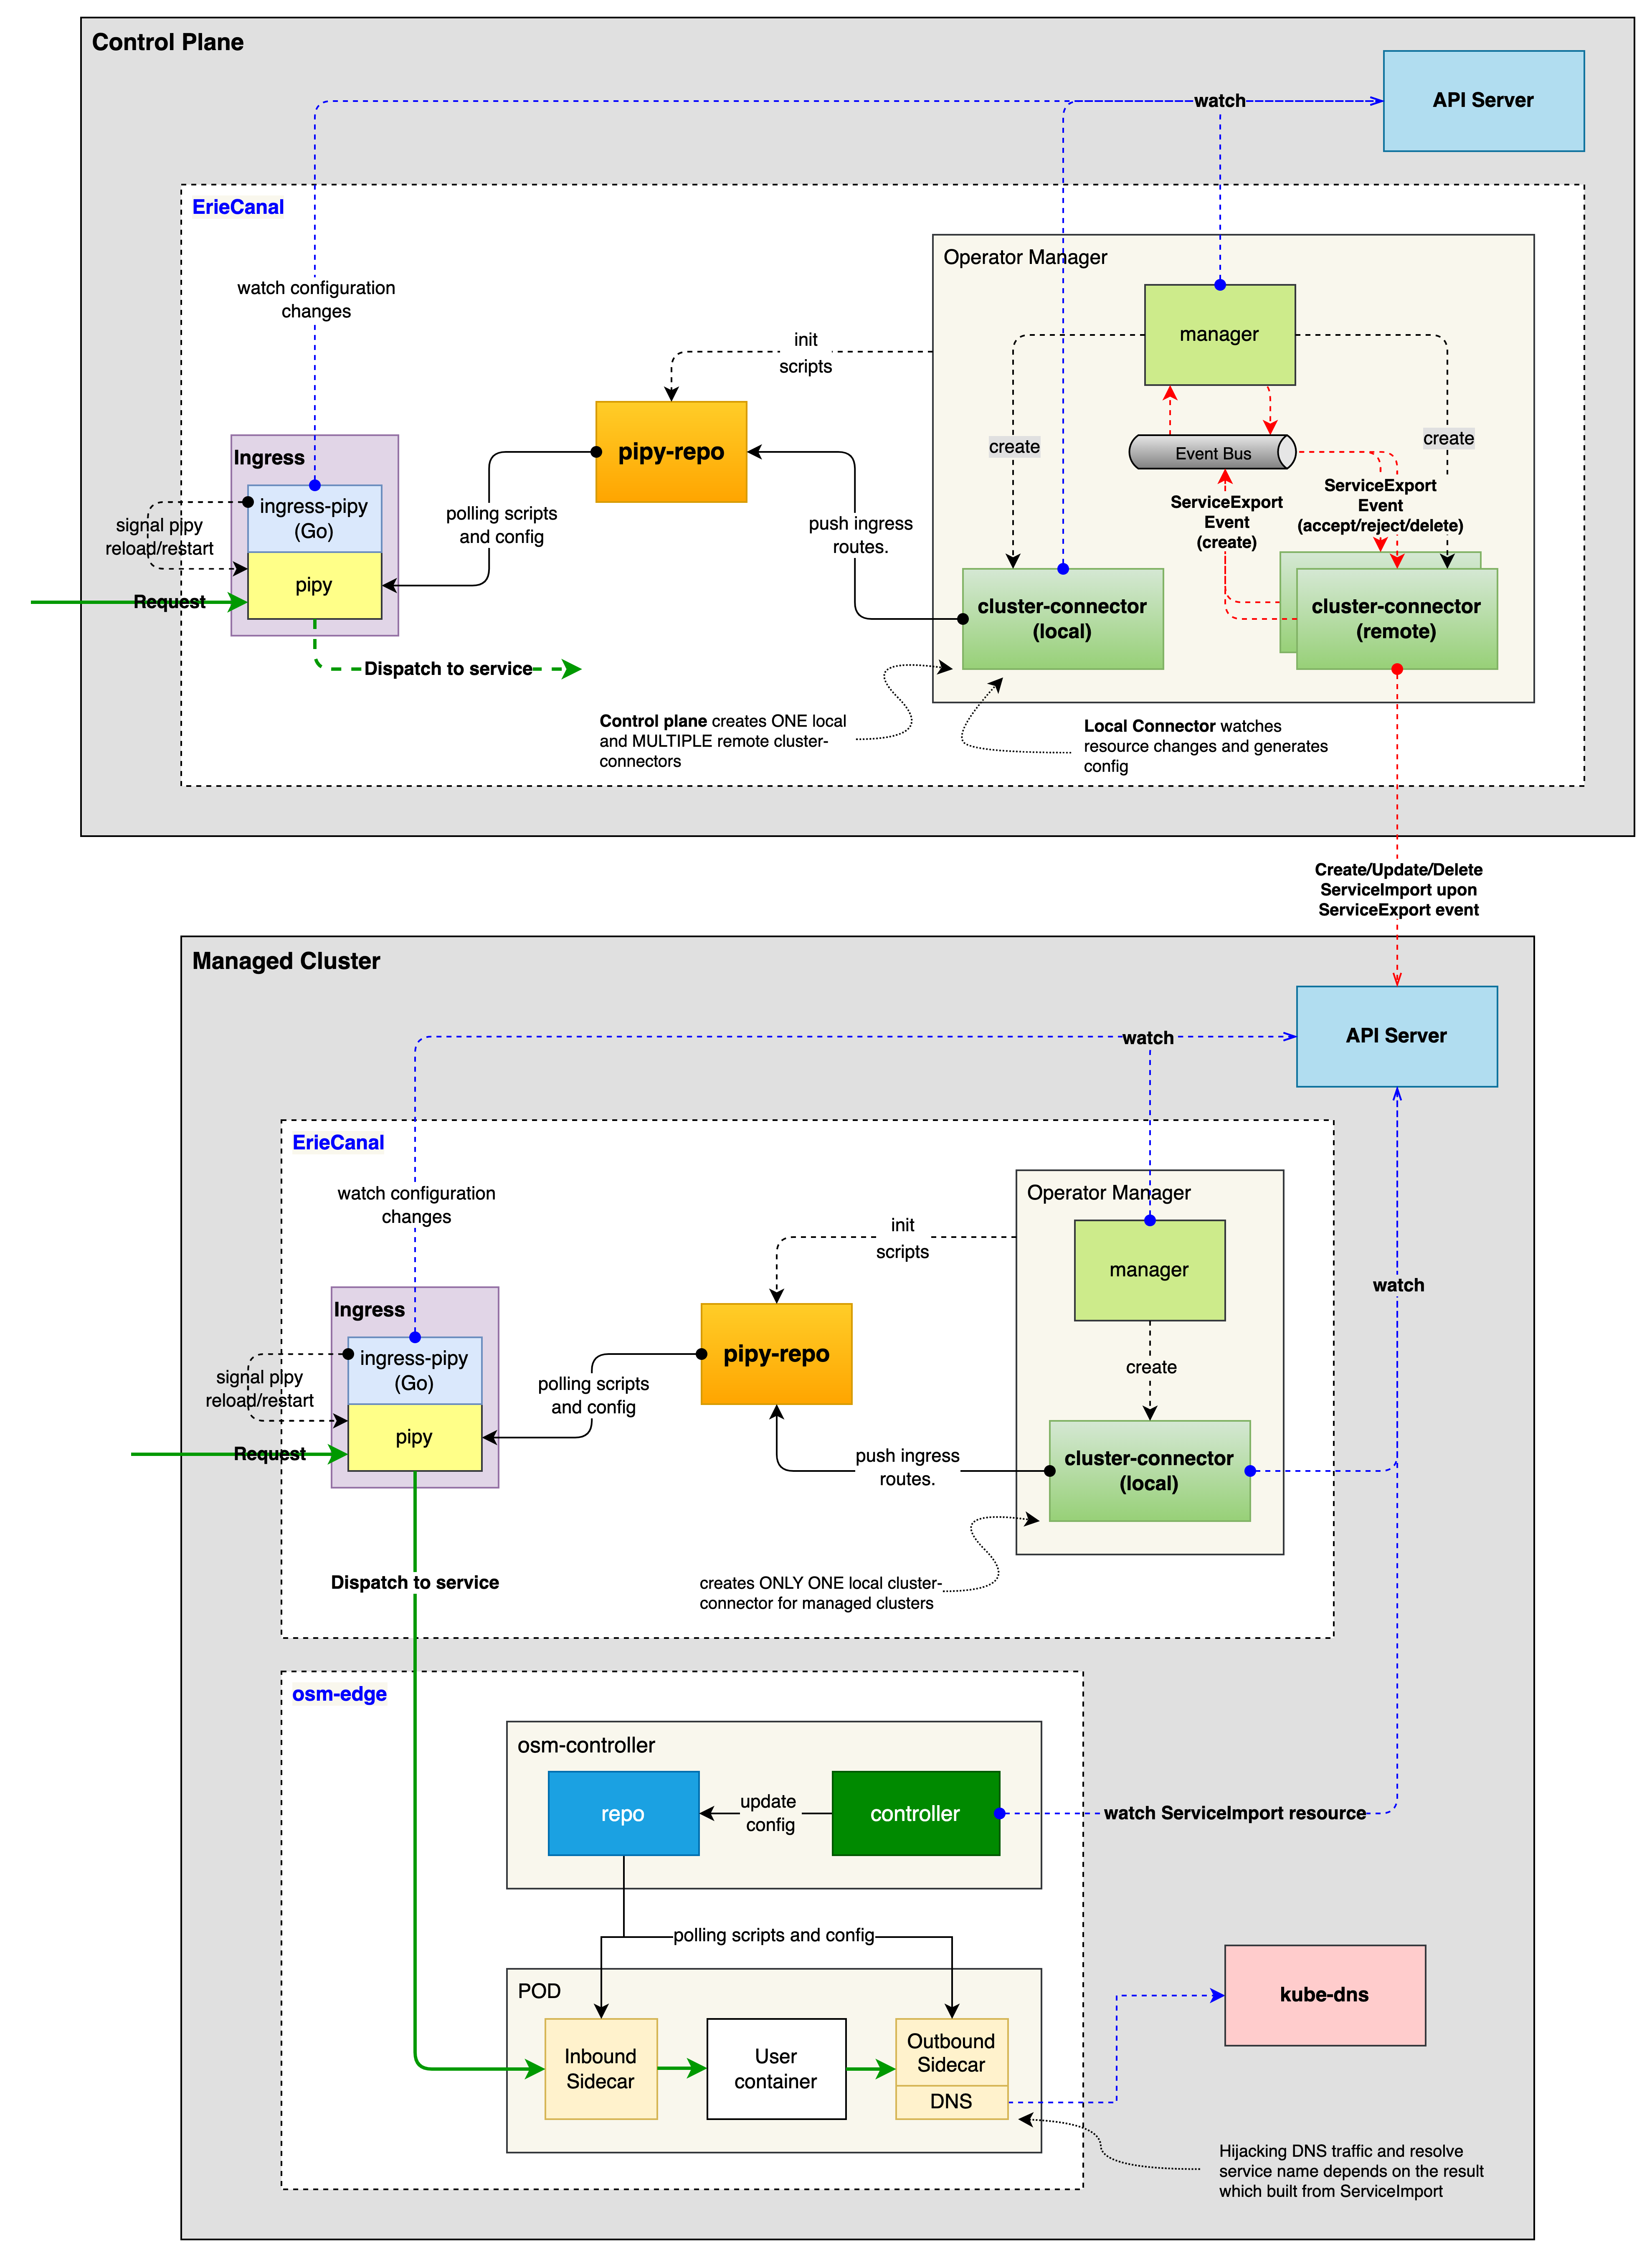 Control Plane
API Server
watch
ErieCanal
Operator Manager
watch configuration
changes
manager
init
scripts
create
create
pipy-repo
Event Bus
Ingress
ingress-pipy
(Go)
signal pipy
reload/restart
polling scripts
and config
push ingress
routes.
ServiceExport
Event
(create)
ServiceExport
Event
(accept/reject/delete)
pipy
Request
cluster-connector
(local)
cluster-connector
(remote)
Dispatch to service
Control plane creates ONE local
and MULTIPLE remote cluster-
connectors
Local Connector watches
resource changes and generates
config
Create/Update/Delete
ServiceImport upon
ServiceExport event
Managed Cluster
API Server
watch
ErieCanal
watch configuration
changes
Operator Manager
init
scripts
manager
watch
Ingress
ingress-pipy
(Go)
signal pipy
reload/restart
pipy-repo
create
polling scripts
and config
pipy
Request
push ingress
routes.
cluster-connector
(local)
Dispatch to service
creates ONLY ONE local cluster-
connector for managed clusters
osm-edge
osm-controller
repo
update
config
controller
watch ServiceImport resource
polling scripts and config
POD
kube-dns
Inbound
Sidecar
User
container
Outbound
Sidecar
DNS
Hijacking DNS traffic and resolve
service name depends on the result
which built from ServiceImport